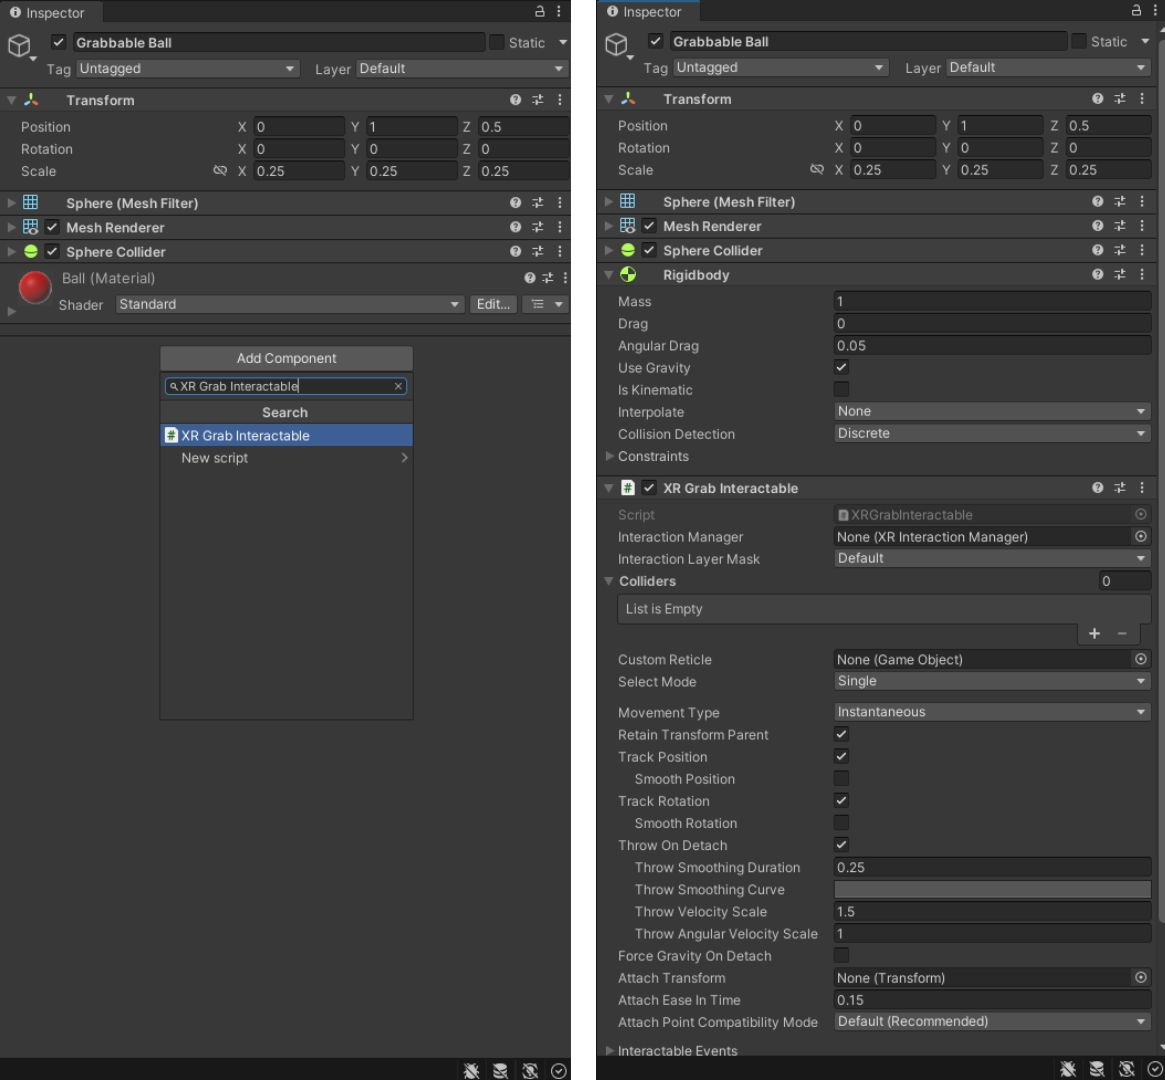 Inspector
Grabbable Ball Static
Tag Untagged Layer Default
Transform
Position X 0 Y 1 Z 0.5
Rotation X 0 Y 0 Z 0
Scale X 0.25 Y 0.25 Z 0.25
Sphere (Mesh Filter)
Mesh Renderer
Sphere Collider
Ball (Material)
Shader Standard Edit...
Add Component
XR Grab Interactable
Search
# XR Grab Interactable
New script
Inspector
Grabbable Ball Static
Tag Untagged Layer Default
Transform
Position X 0 Y 1 Z 0.5
Rotation X 0 Y 0 Z 0
Scale X 0.25 Y 0.25 Z 0.25
Sphere (Mesh Filter)
Mesh Renderer
Sphere Collider
Rigidbody
Mass 1
Drag 0
Angular Drag 0.05
Use Gravity
Is Kinematic
Interpolate None
Collision Detection Discrete
Constraints
# XR Grab Interactable
Script XRGrabInteractable
Interaction Manager None (XR Interaction Manager)
Interaction Layer Mask Default
Colliders 0
List is Empty
+ −
Custom Reticle None (Game Object)
Select Mode Single
Movement Type Instantaneous
Retain Transform Parent
Track Position
Smooth Position
Track Rotation
Smooth Rotation
Throw On Detach
Throw Smoothing Duration 0.25
Throw Smoothing Curve
Throw Velocity Scale 1.5
Throw Angular Velocity Scale 1
Force Gravity On Detach
Attach Transform None (Transform)
Attach Ease In Time 0.15
Attach Point Compatibility Mode Default (Recommended)
Interactable Events